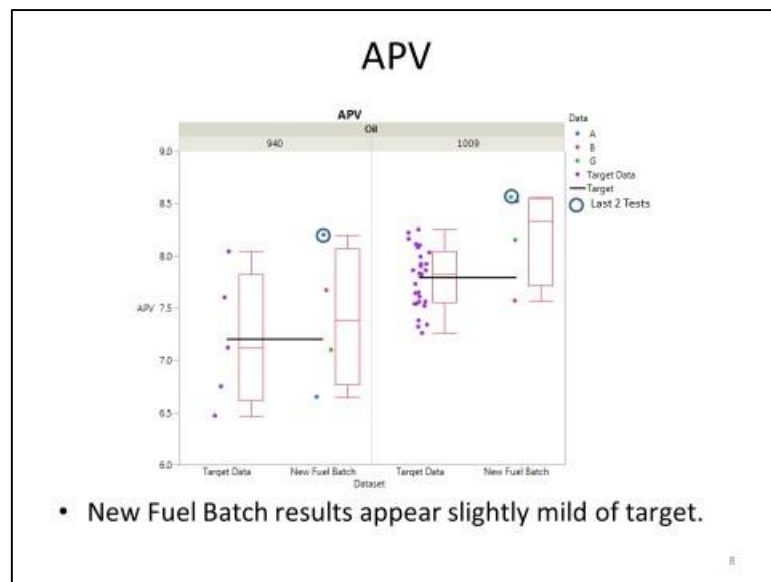 APV
APV
Oil
940
1009
Data
A
B
G
Target Data
Target
Last 2 Tests
9.0
8.5
8.0
APV 7.5
7.0
6.5
6.0
Target Data New Fuel Batch Target Data New Fuel Batch
Dataset
• New Fuel Batch results appear slightly mild of target.
8